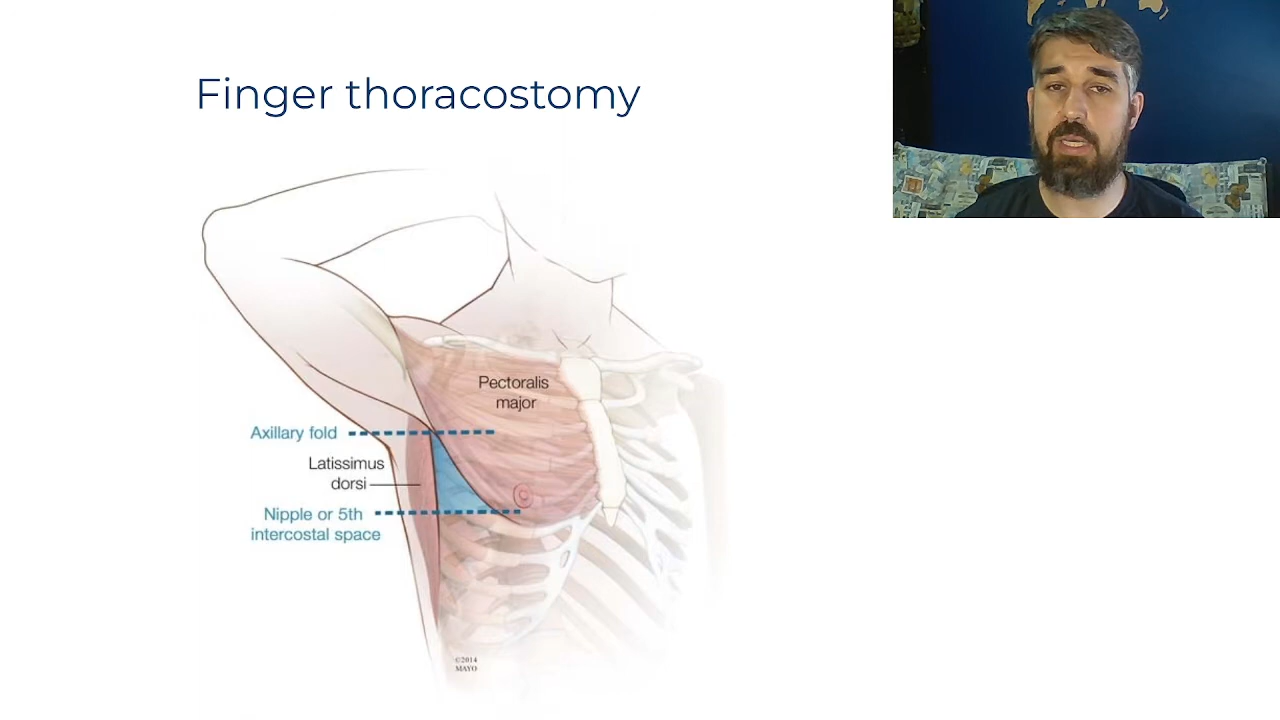 Finger thoracostomy
Pectoralis
major
Axillary fold
Latissimus
dorsi
Nipple or 5th
intercostal space
©2014
MAYO